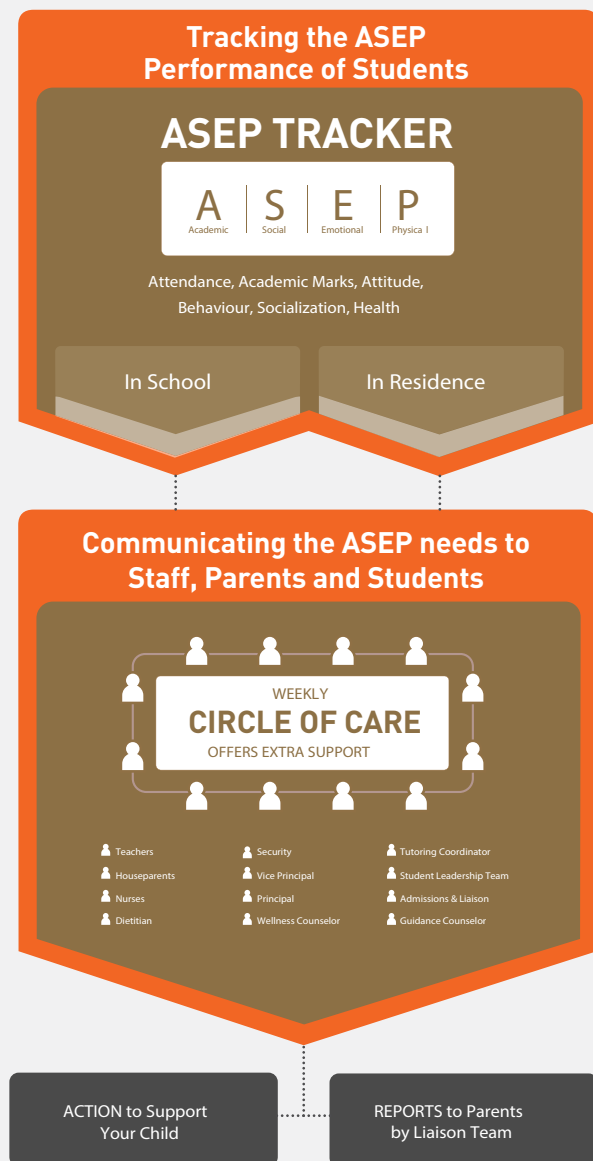 Tracking the ASEP
Performance of Students
ASEP TRACKER
A S E P
Academic Social Emotional Physica l
Attendance, Academic Marks, Attitude,
Behaviour, Socialization, Health
In School In Residence
Communicating the ASEP needs to
Staff, Parents and Students
WEEKLY
CIRCLE OF CARE
OFFERS EXTRA SUPPORT
Teachers Security Tutoring Coordinator
Houseparents Vice Principal Student Leadership Team
Nurses Principal Admissions & Liaison
Dietitian Wellness Counselor Guidance Counselor
ACTION to Support
Your Child
REPORTS to Parents
by Liaison Team